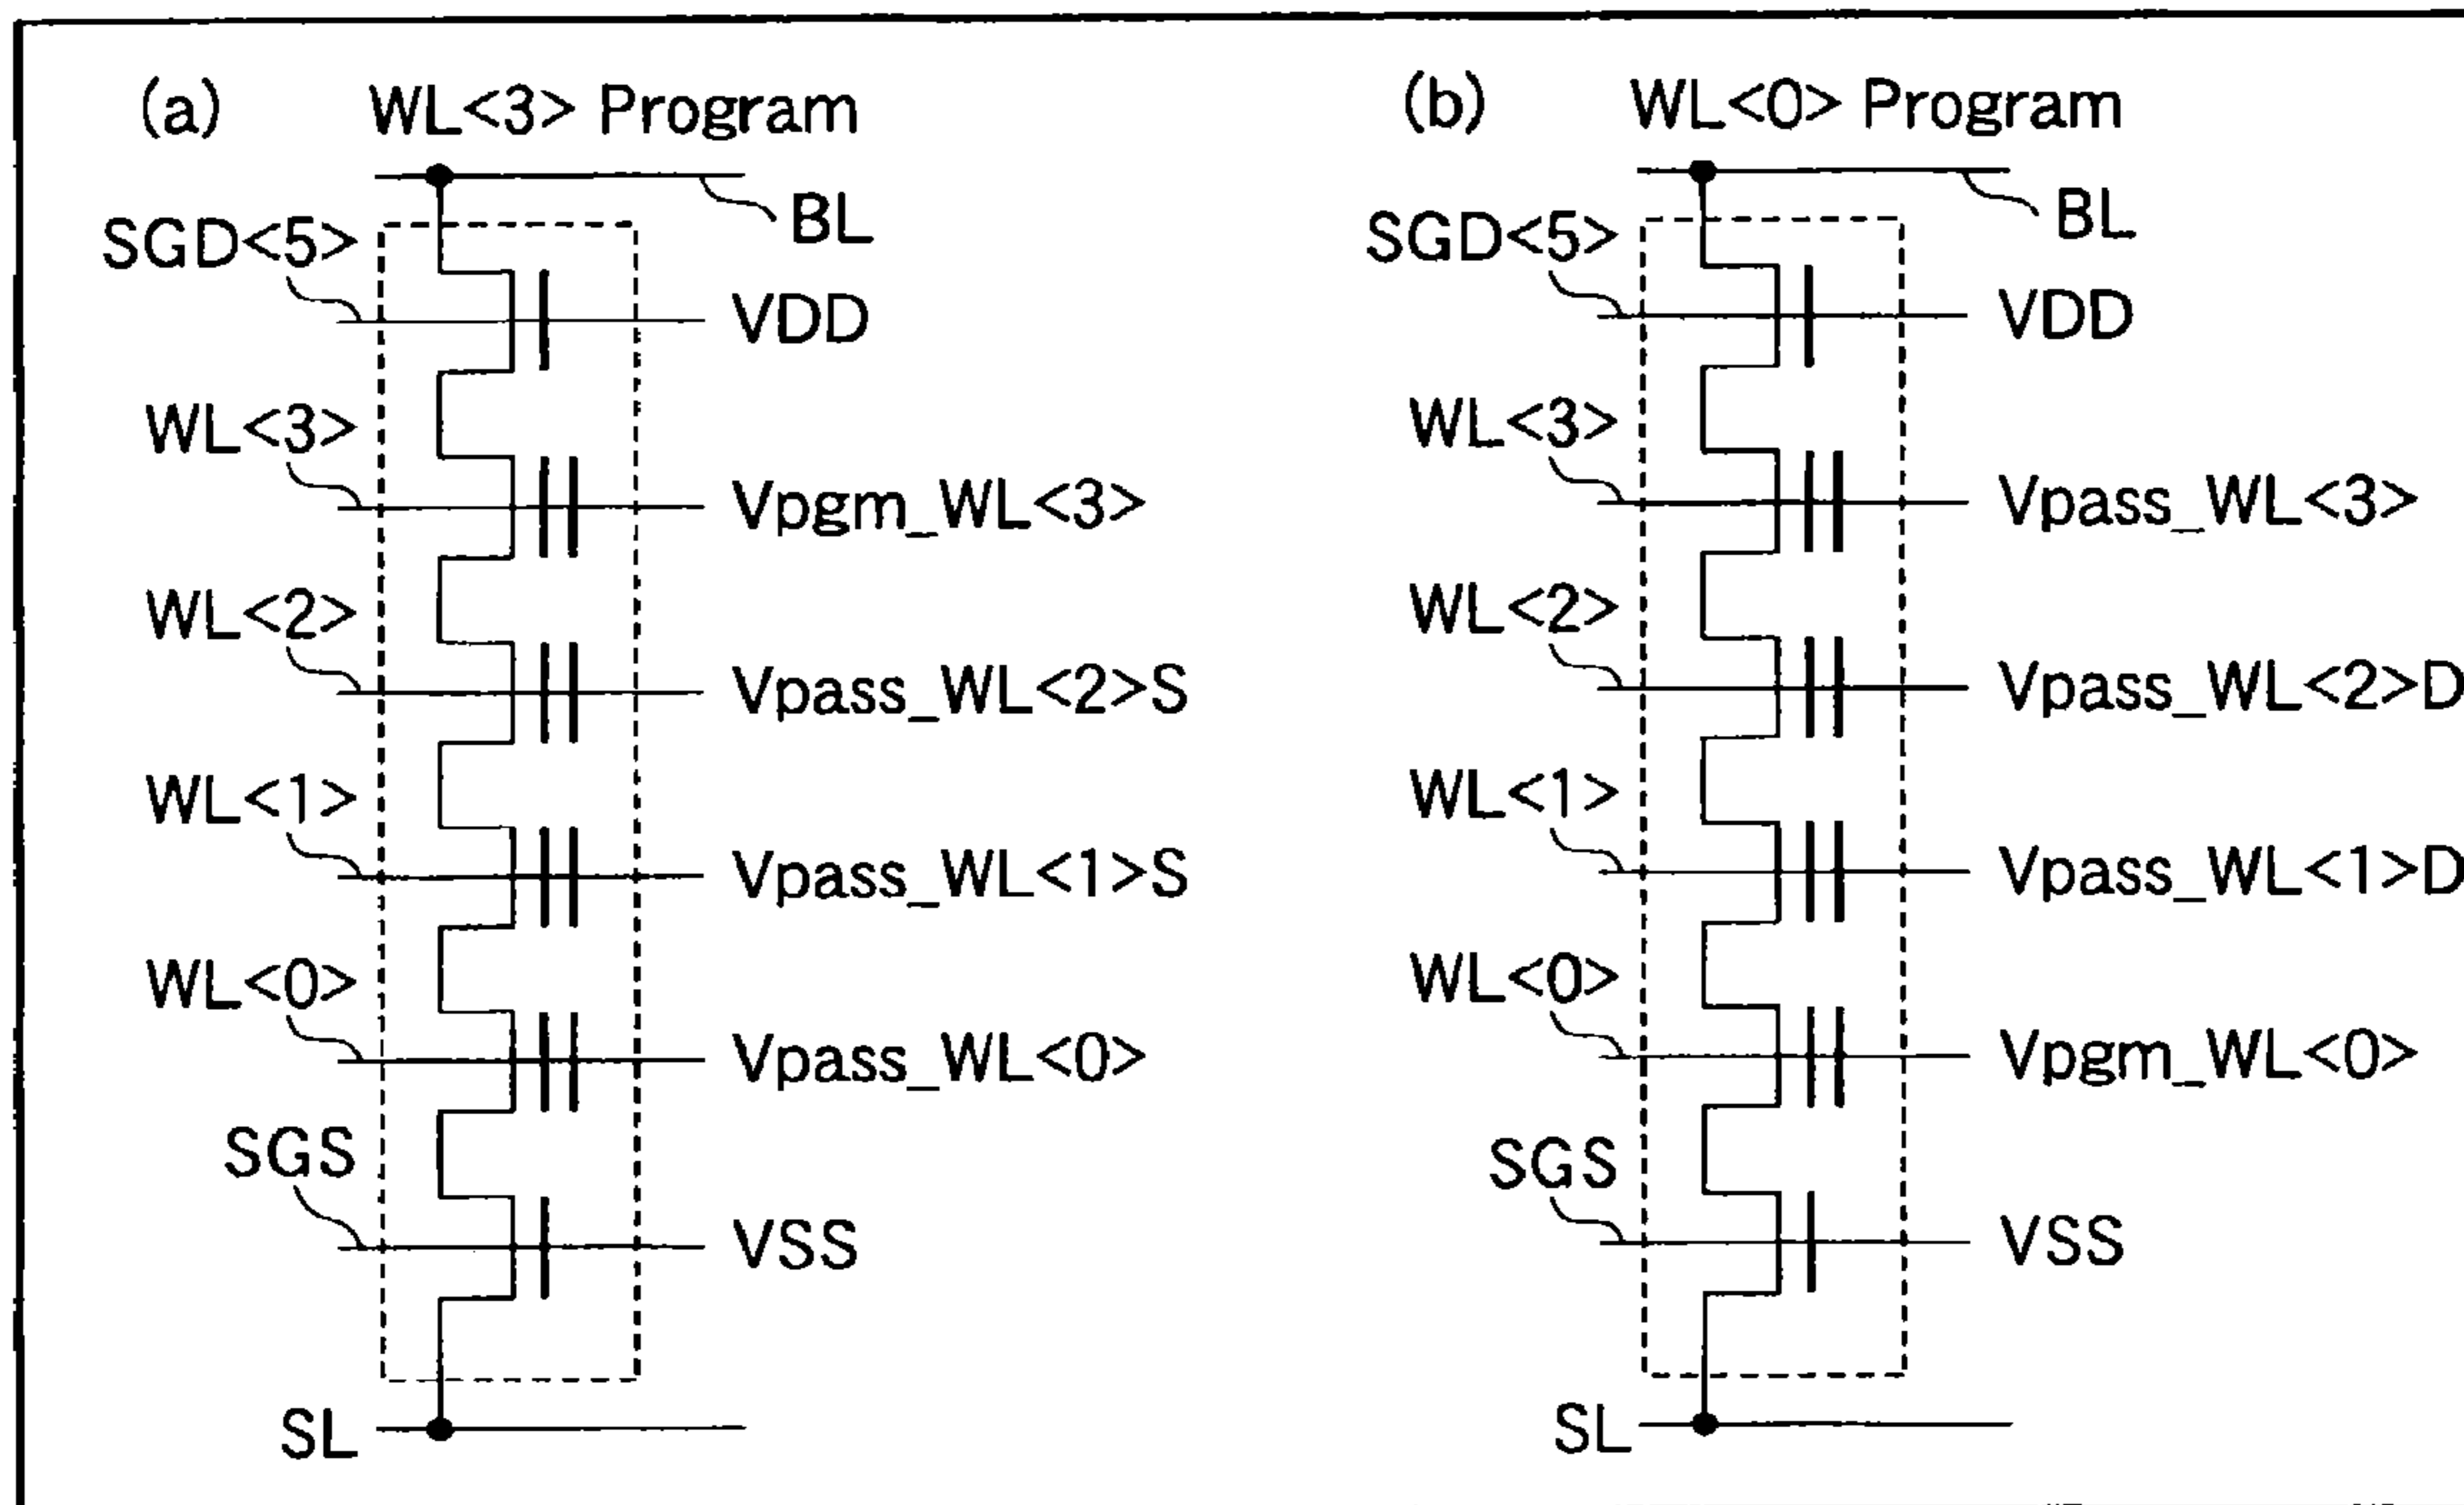 (a) WL<3> Program
BL
SGD<5>
VDD
WL<3>
Vpgm_WL<3>
WL<2>
Vpass_WL<2>S
WL<1>
Vpass_WL<1>S
WL<0>
Vpass_WL<0>
SGS
VSS
SL
(b) WL<0> Program
BL
SGD<5>
VDD
WL<3>
Vpass_WL<3>
WL<2>
Vpass_WL<2>D
WL<1>
Vpass_WL<1>D
WL<0>
Vpgm_WL<0>
SGS
VSS
SL